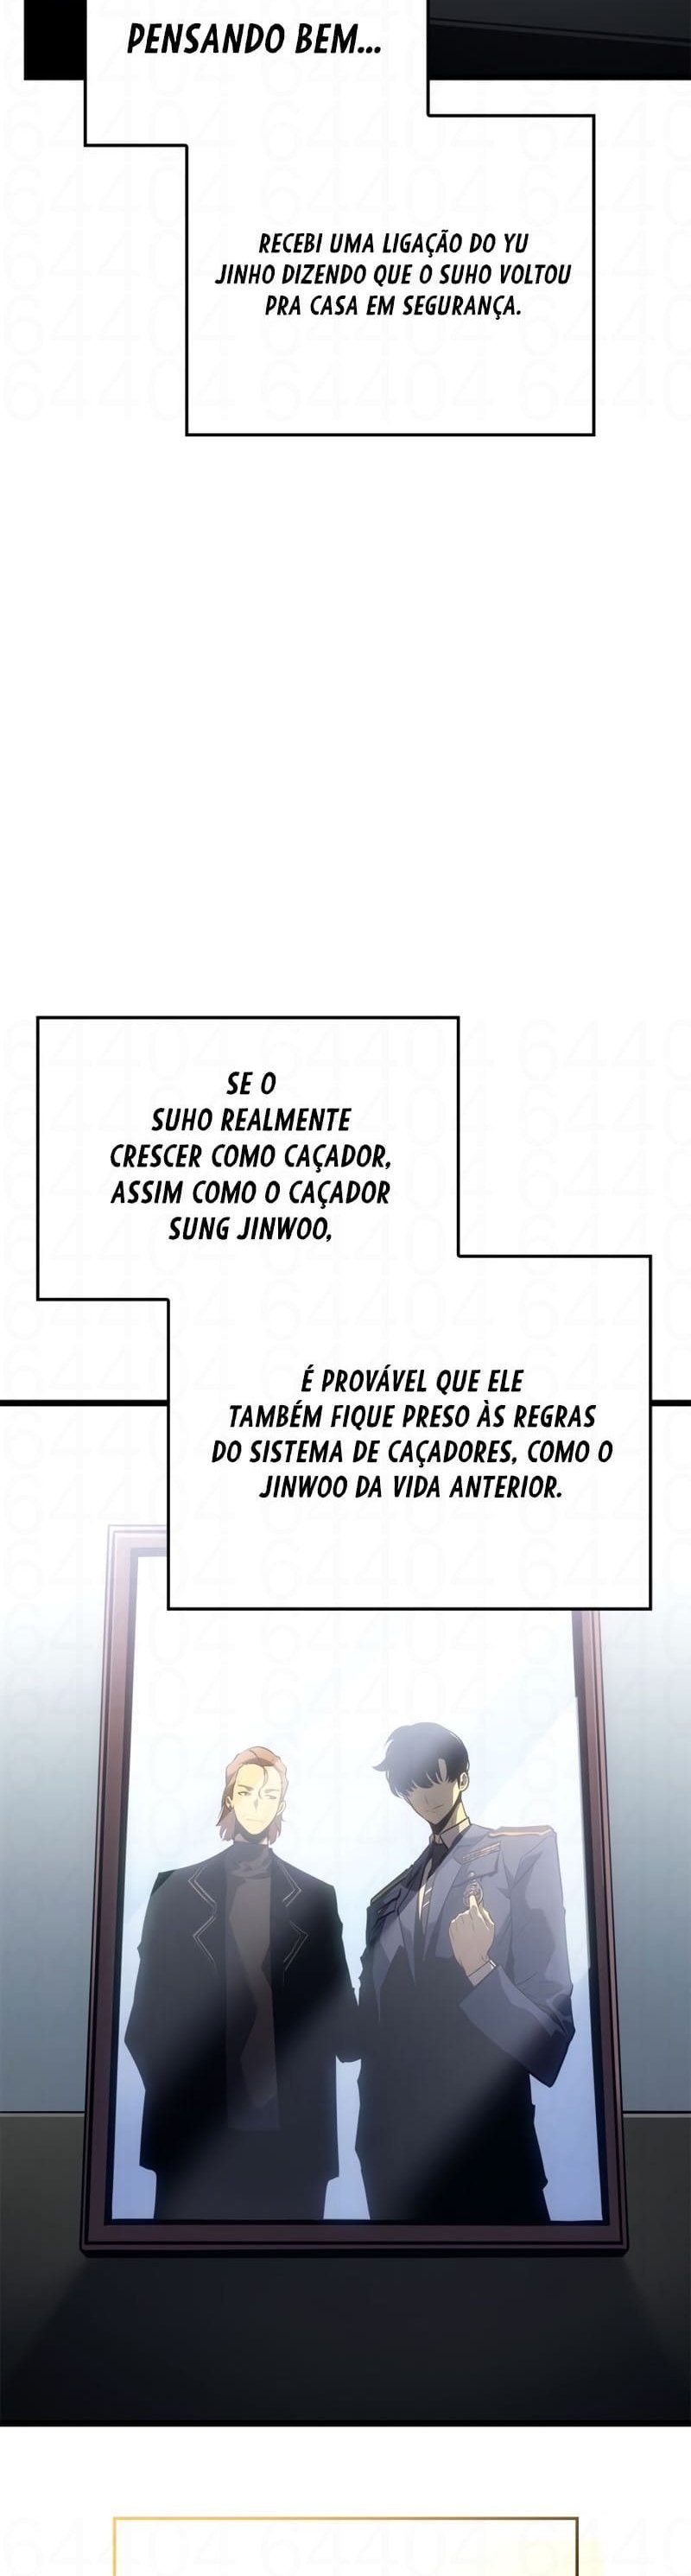 PENSANDO BEM...
RECEBI UMA LIGAÇÃO DO YU
JINHO DIZENDO QUE O SUHO VOLTOU
PRA CASA EM SEGURANÇA.
SE O
SUHO REALMENTE
CRESCER COMO CAÇADOR,
ASSIM COMO O CAÇADOR
SUNG JINWOO,
É PROVÁVEL QUE ELE
TAMBÉM FIQUE PRESO ÀS REGRAS
DO SISTEMA DE CAÇADORES, COMO O
JINWOO DA VIDA ANTERIOR.